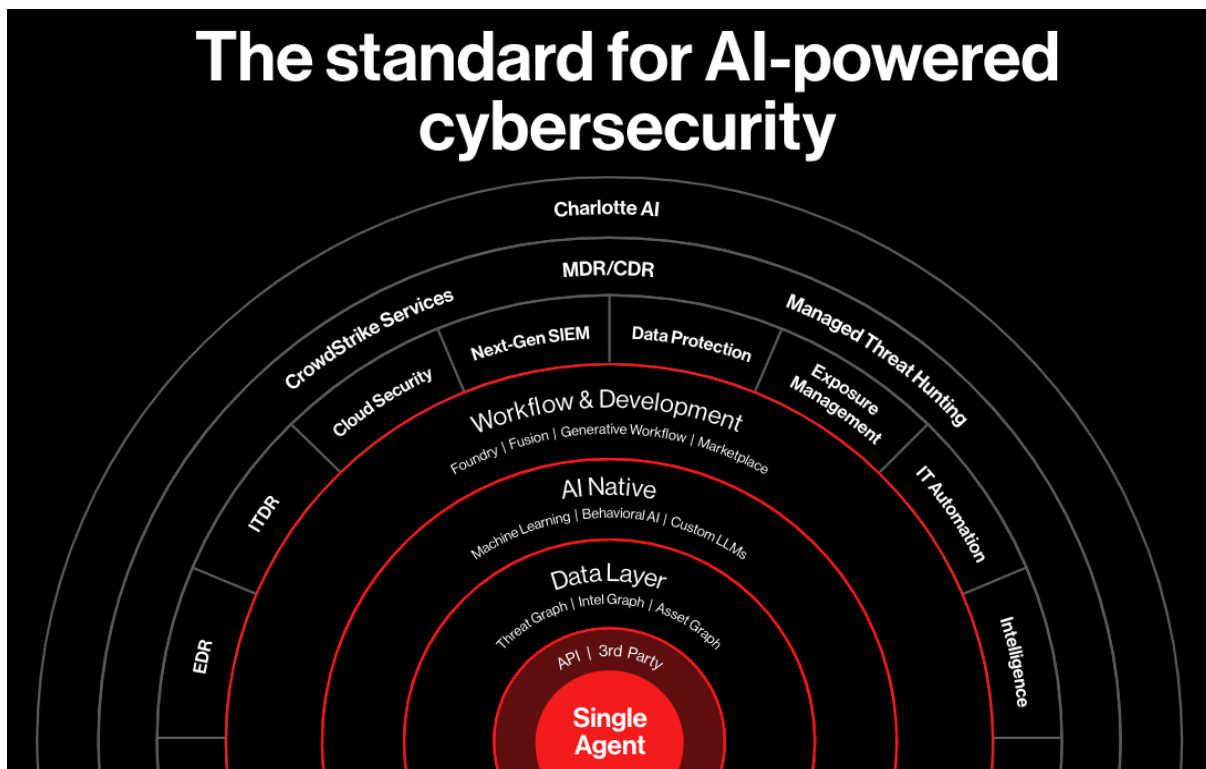 The standard for AI-powered
cybersecurity
Charlotte AI
CrowdStrike Services
MDR/CDR
Managed Threat Hunting
EDR
ITDR
Cloud Security
Next-Gen SIEM
Data Protection
Exposure
Management
IT Automation
Intelligence
Workflow & Development
Foundry | Fusion | Generative Workflow | Marketplace
AI Native
Machine Learning | Behavioral AI | Custom LLMs
Data Layer
Threat Graph | Intel Graph | Asset Graph
API | 3rd Party
Single
Agent